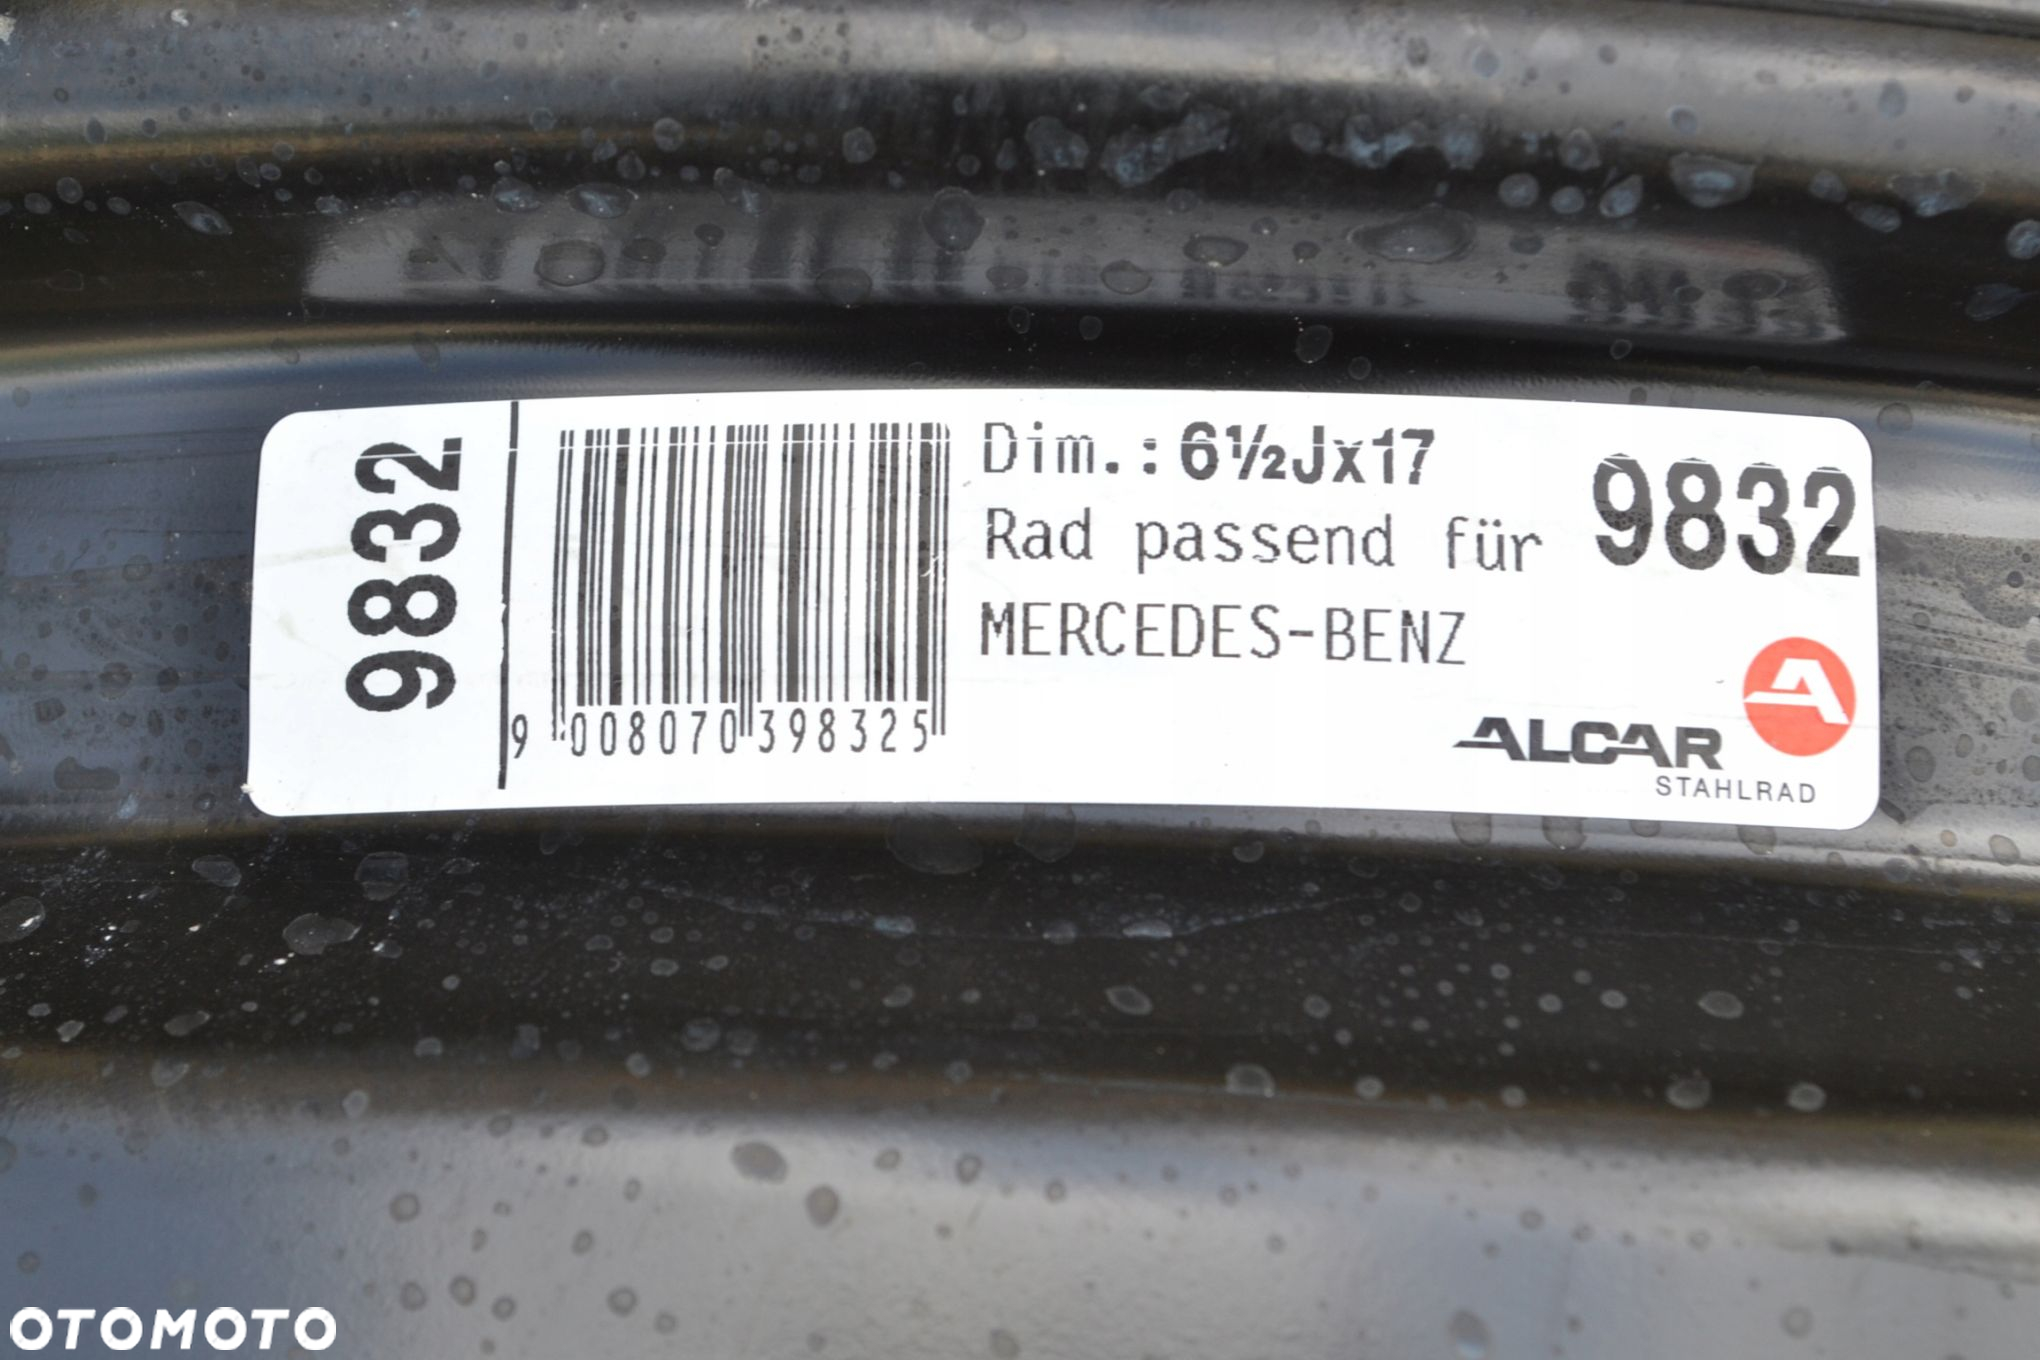 9832
9 008070 398325
Dim.: 6½Jx17
Rad passend für
MERCEDES-BENZ
9832
A
ALCAR
STAHLRAD
OTOMOTO